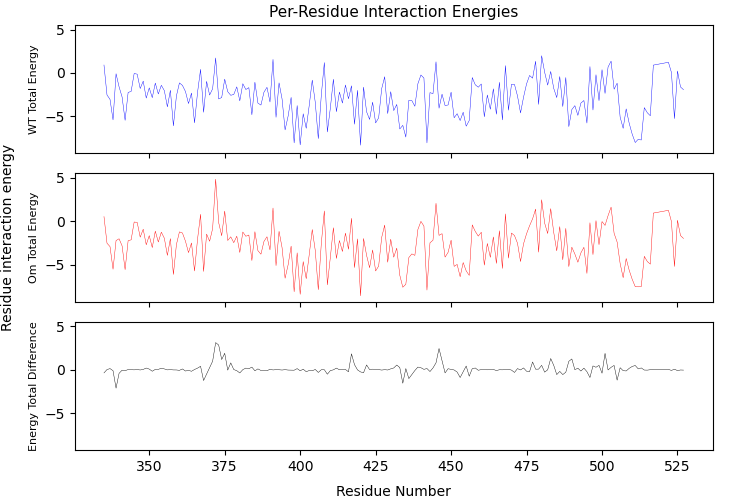 Per-Residue Interaction Energies
Residue interaction energy
WT Total Energy
5
0
−5
Om Total Energy
5
0
−5
Energy Total Difference
5
0
−5
350 375 400 425 450 475 500 525
Residue Number